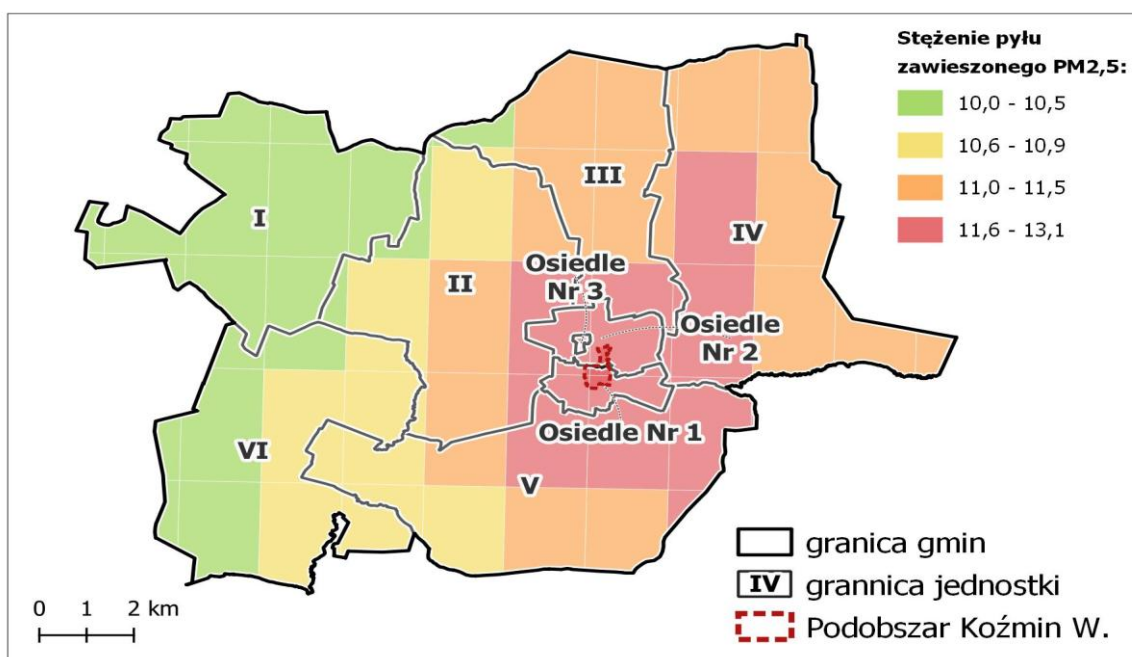 Stężenie pyłu
zawieszonego PM2,5:
10,0 - 10,5
10,6 - 10,9
11,0 - 11,5
11,6 - 13,1
I
III
IV
II
Osiedle
Nr 3
Osiedle
Nr 2
Osiedle Nr 1
VI
V
granica gmin
IV grannica jednostki
Podobszar Koźmin W.
0 1 2 km